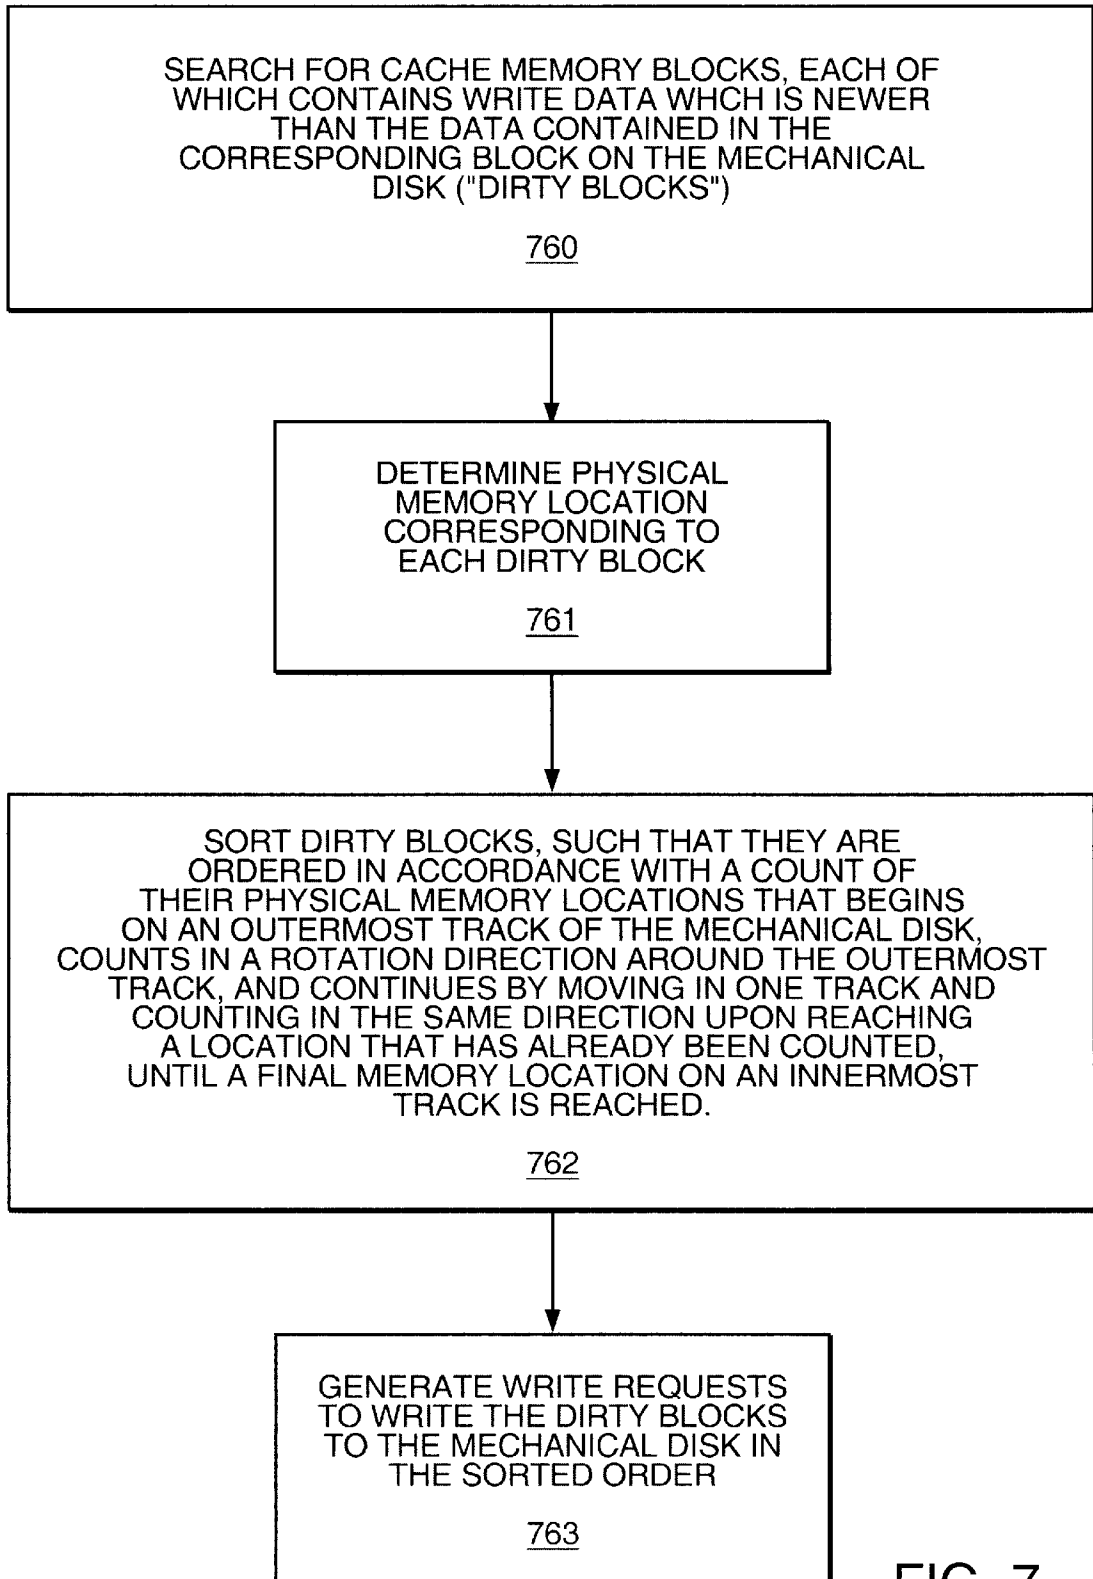 SEARCH FOR CACHE MEMORY BLOCKS, EACH OF
WHICH CONTAINS WRITE DATA WHCH IS NEWER
THAN THE DATA CONTAINED IN THE
CORRESPONDING BLOCK ON THE MECHANICAL
DISK ("DIRTY BLOCKS")
760
DETERMINE PHYSICAL
MEMORY LOCATION
CORRESPONDING TO
EACH DIRTY BLOCK
761
SORT DIRTY BLOCKS, SUCH THAT THEY ARE
ORDERED IN ACCORDANCE WITH A COUNT OF
THEIR PHYSICAL MEMORY LOCATIONS THAT BEGINS
ON AN OUTERMOST TRACK OF THE MECHANICAL DISK,
COUNTS IN A ROTATION DIRECTION AROUND THE OUTERMOST
TRACK, AND CONTINUES BY MOVING IN ONE TRACK AND
COUNTING IN THE SAME DIRECTION UPON REACHING
A LOCATION THAT HAS ALREADY BEEN COUNTED,
UNTIL A FINAL MEMORY LOCATION ON AN INNERMOST
TRACK IS REACHED.
762
GENERATE WRITE REQUESTS
TO WRITE THE DIRTY BLOCKS
TO THE MECHANICAL DISK IN
THE SORTED ORDER
763
FIG. 7